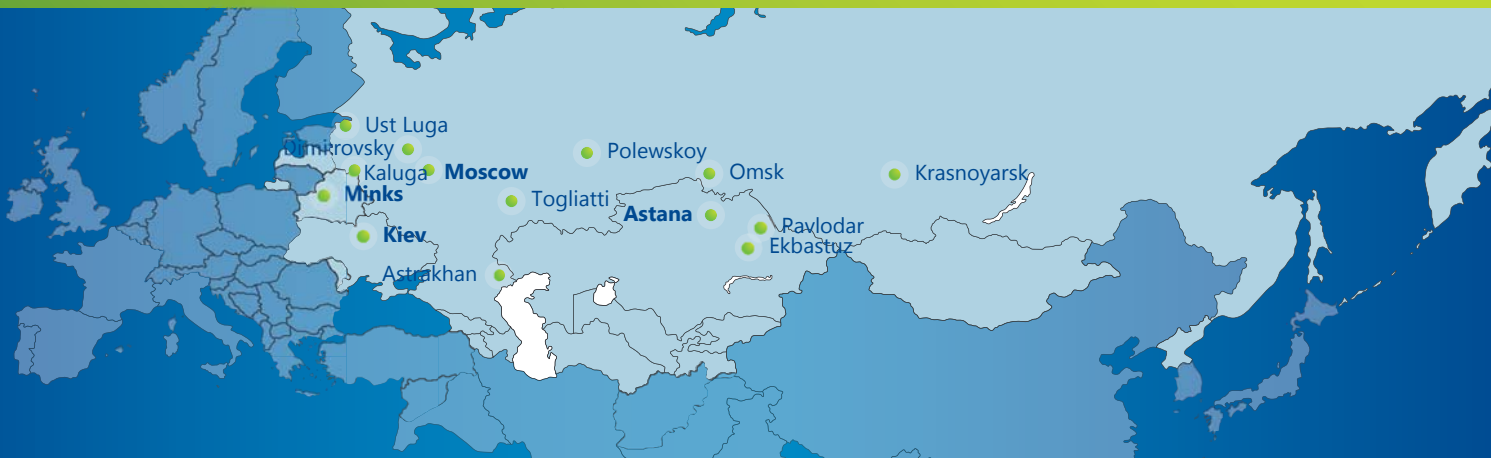 Ust Luga
Dimitrovsky
Polewskoy
Kaluga
Moscow
Omsk
Krasnoyarsk
Minks
Togliatti
Astana
Pavlodar
Kiev
Ekbastuz
Astrakhan